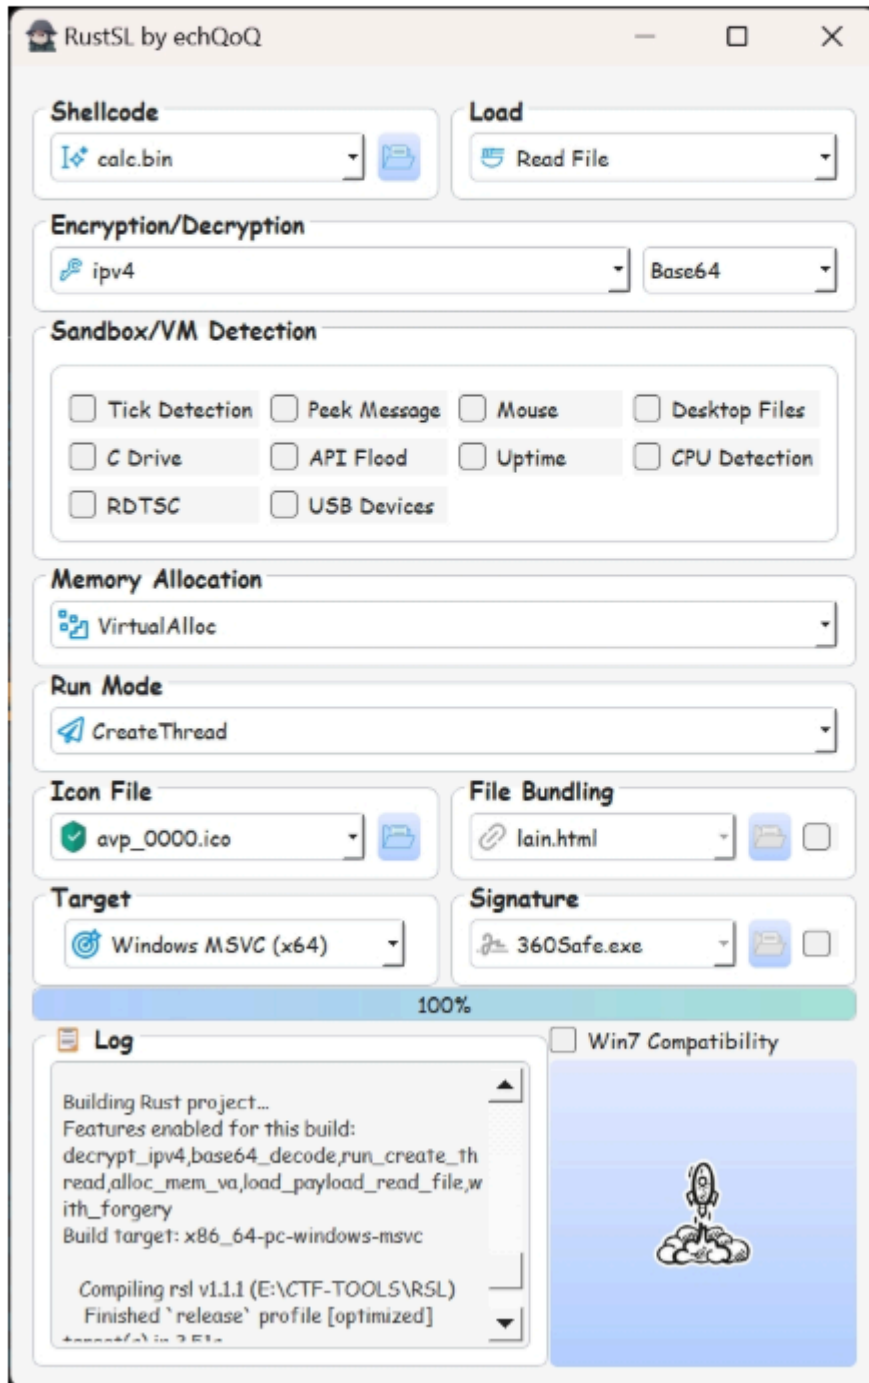 RustSL by echQoQ
Shellcode
calc.bin
Load
Read File
Encryption/Decryption
ipv4
Base64
Sandbox/VM Detection
Tick Detection
Peek Message
Mouse
Desktop Files
C Drive
API Flood
Uptime
CPU Detection
RDTSC
USB Devices
Memory Allocation
VirtualAlloc
Run Mode
CreateThread
Icon File
avp_0000.ico
File Bundling
lain.html
Target
Windows MSVC (x64)
Signature
360Safe.exe
100%
Log
Building Rust project...
Features enabled for this build:
decrypt_ipv4,base64_decode,run_create_th
read,alloc_mem_va,load_payload_read_file,w
ith_forgery
Build target: x86_64-pc-windows-msvc
Compiling rsl v1.1.1 (E:\CTF-TOOLS\RSL)
Finished `release` profile [optimized]
Win7 Compatibility